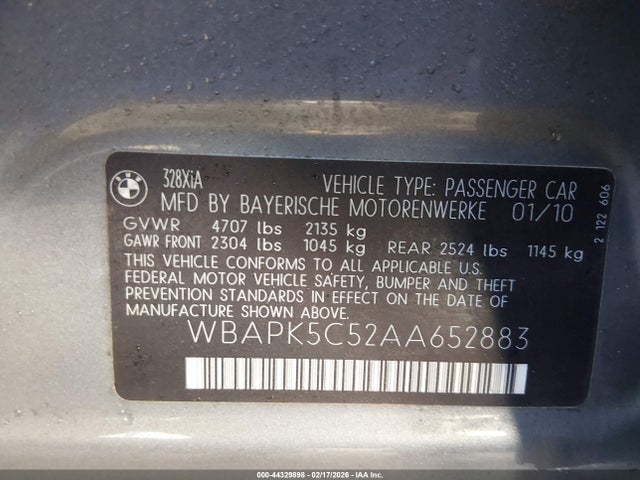 BMW
328XiA
VEHICLE TYPE: PASSENGER CAR
MFD BY BAYERISCHE MOTORENWERKE 01/10
GVWR 4707 lbs 2135 kg
GAWR FRONT 2304 lbs 1045 kg REAR 2524 lbs 1145 kg
THIS VEHICLE CONFORMS TO ALL APPLICABLE U.S.
FEDERAL MOTOR VEHICLE SAFETY, BUMPER AND THEFT
PREVENTION STANDARDS IN EFFECT ON THE DATE OF
MANUFACTURE SHOWN ABOVE.
WBAPK5C52AA652883
2 122 606
000-44329898 - 02/17/2026 - IAA Inc.